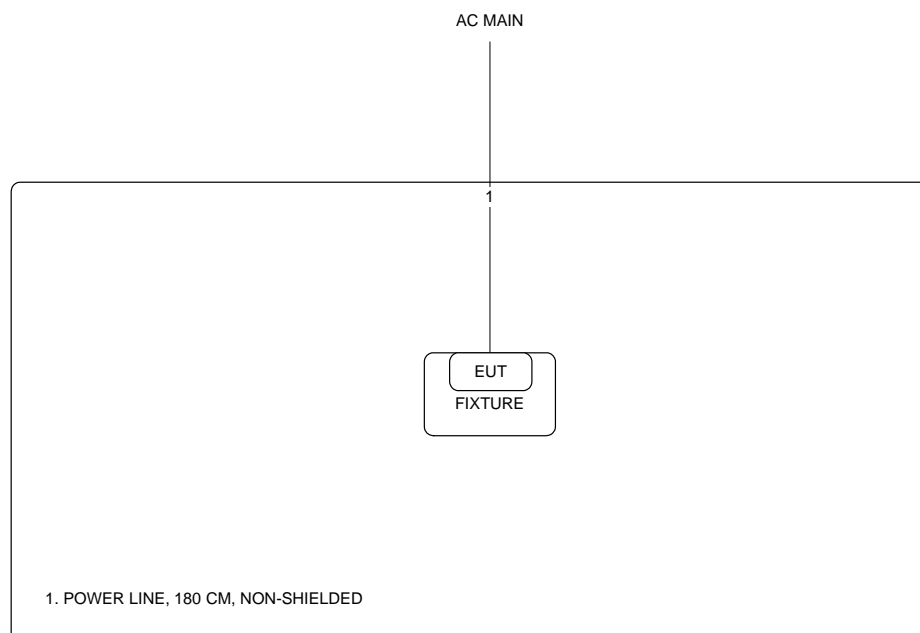 AC MAIN
1
EUT
FIXTURE
1. POWER LINE, 180 CM, NON-SHIELDED